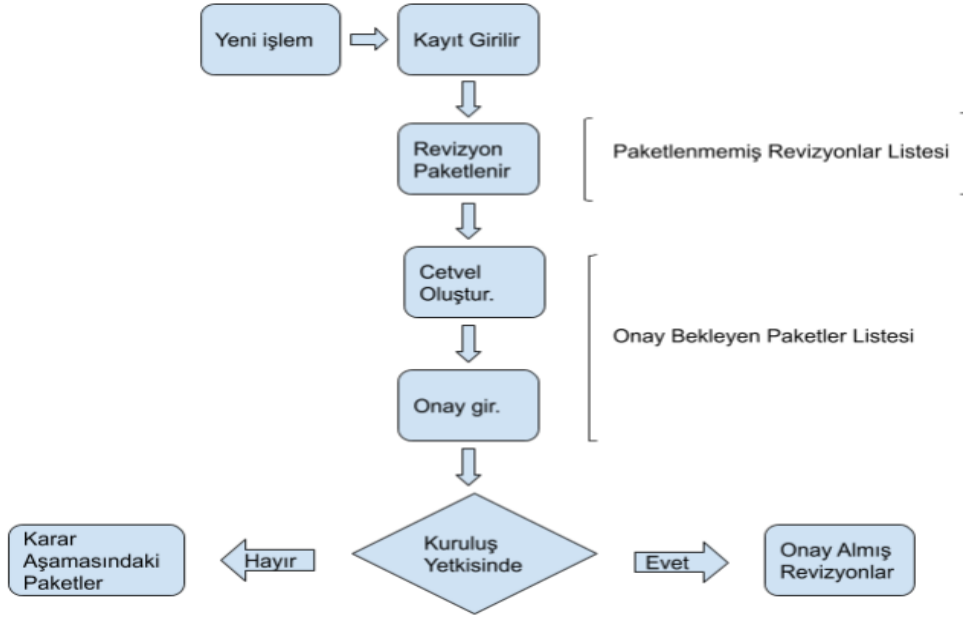 Yeni işlem
Kayıt Girilir
Revizyon
Paketlenir
Paketlenmemiş Revizyonlar Listesi
Cetvel
Oluştur.
Onay Bekleyen Paketler Listesi
Onay gir.
Kuruluş
Yetkisinde
Hayır
Evet
Karar
Aşamasındaki
Paketler
Onay Almış
Revizyonlar